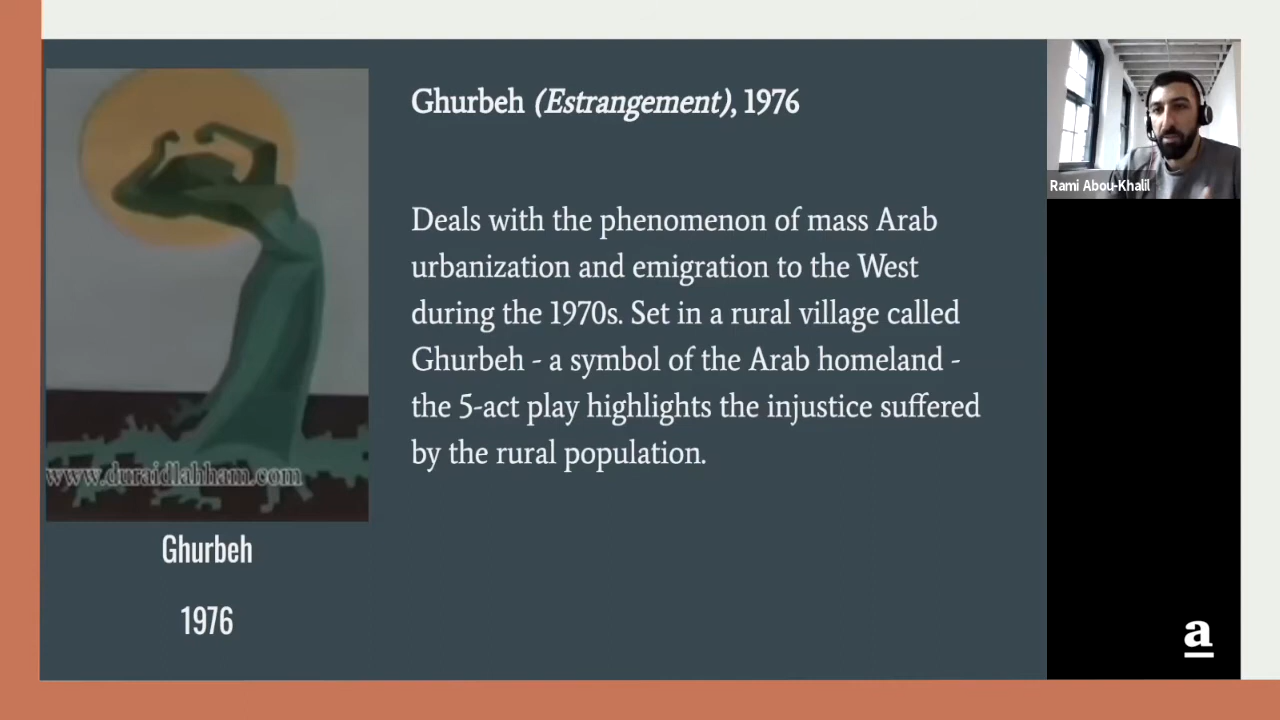 Ghurbeh (Estrangement), 1976
Deals with the phenomenon of mass Arab
urbanization and emigration to the West
during the 1970s. Set in a rural village called
Ghurbeh - a symbol of the Arab homeland -
the 5-act play highlights the injustice suffered
by the rural population.
www.duraidlahham.com
Ghurbeh
1976
Rami Abou-Khalil
a